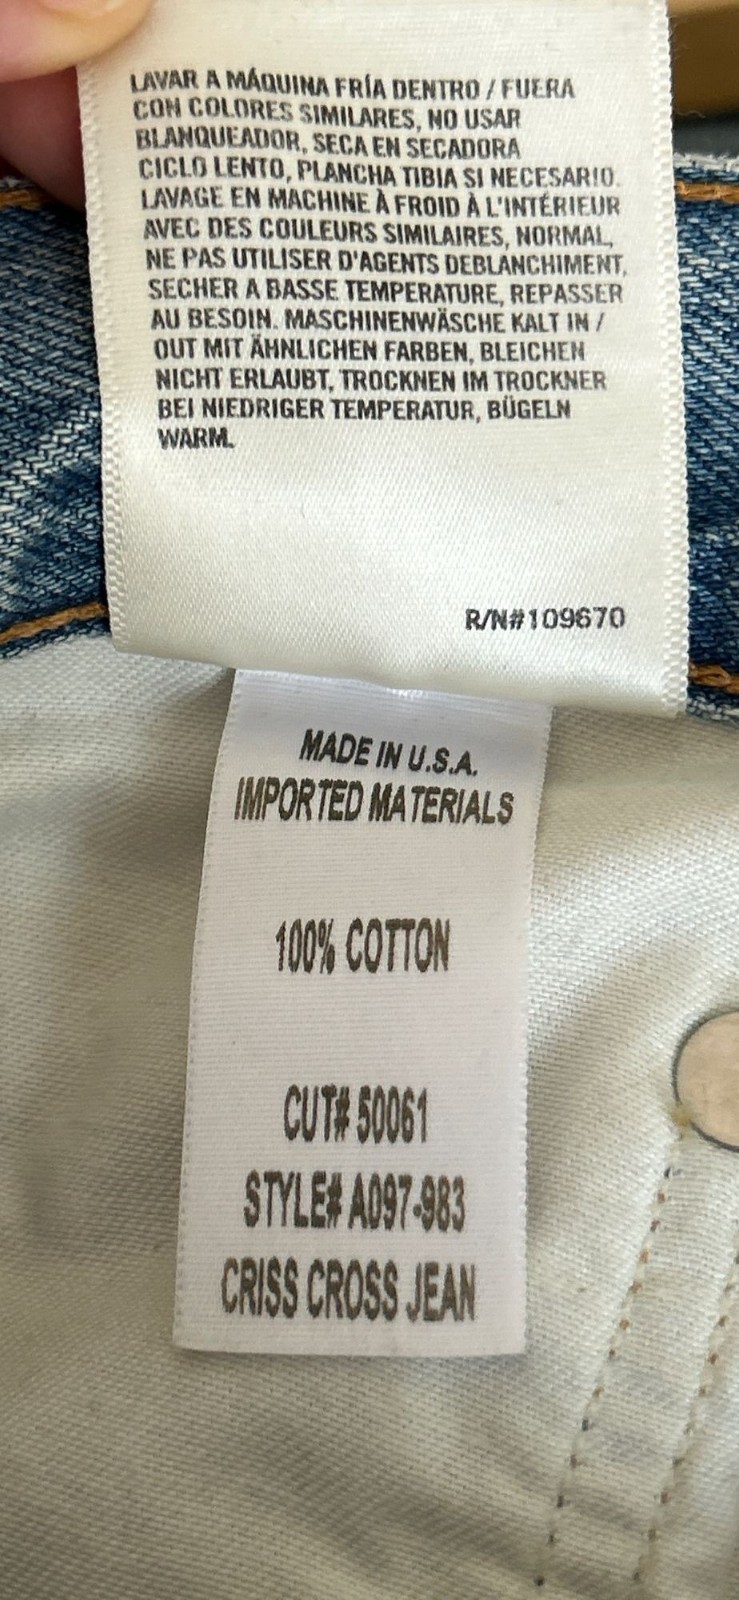 LAVAR A MÁQUINA FRÍA DENTRO / FUERA
CON COLORES SIMILARES, NO USAR
BLANQUEADOR, SECA EN SECADORA
CICLO LENTO, PLANCHA TIBIA SI NECESARIO.
LAVAGE EN MACHINE À FROID À L'INTÉRIEUR
AVEC DES COULEURS SIMILAIRES, NORMAL,
NE PAS UTILISER D'AGENTS DEBLANCHIMENT,
SECHER A BASSE TEMPERATURE, REPASSER
AU BESOIN. MASCHINENWÄSCHE KALT IN /
OUT MIT ÄHNLICHEN FARBEN, BLEICHEN
NICHT ERLAUBT, TROCKNEN IM TROCKNER
BEI NIEDRIGER TEMPERATUR, BÜGELN
WARM.
R/N#109670
MADE IN U.S.A.
IMPORTED MATERIALS
100% COTTON
CUT# 50061
STYLE# A097-983
CRISS CROSS JEAN